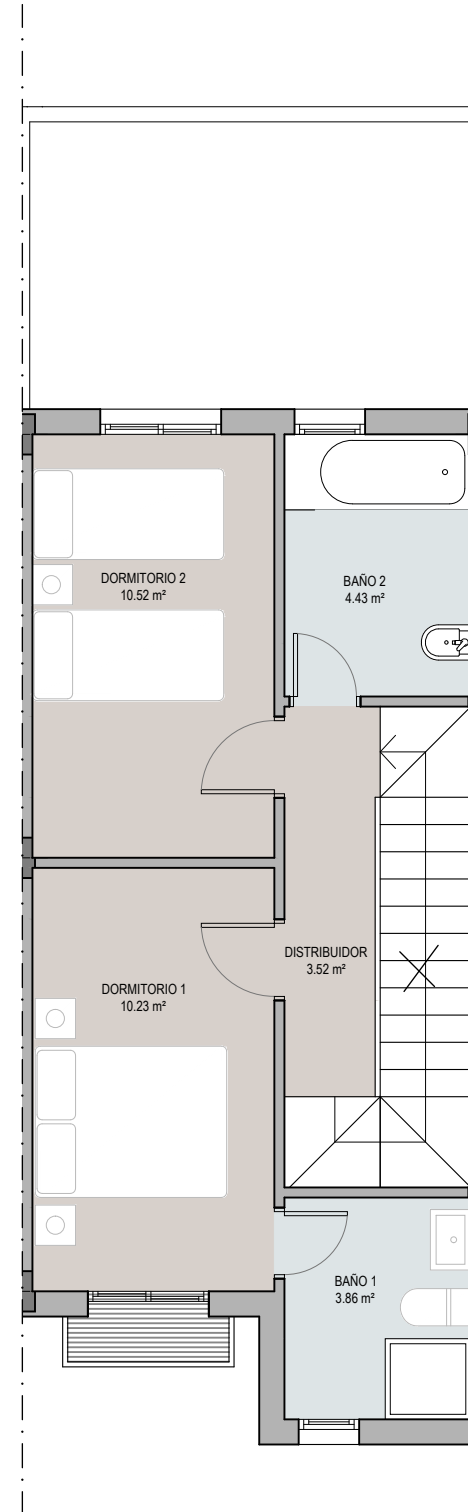 DORMITORIO 2
10.52 m²
BAÑO 2
4.43 m²
DISTRIBUIDOR
3.52 m²
DORMITORIO 1
10.23 m²
BAÑO 1
3.86 m²